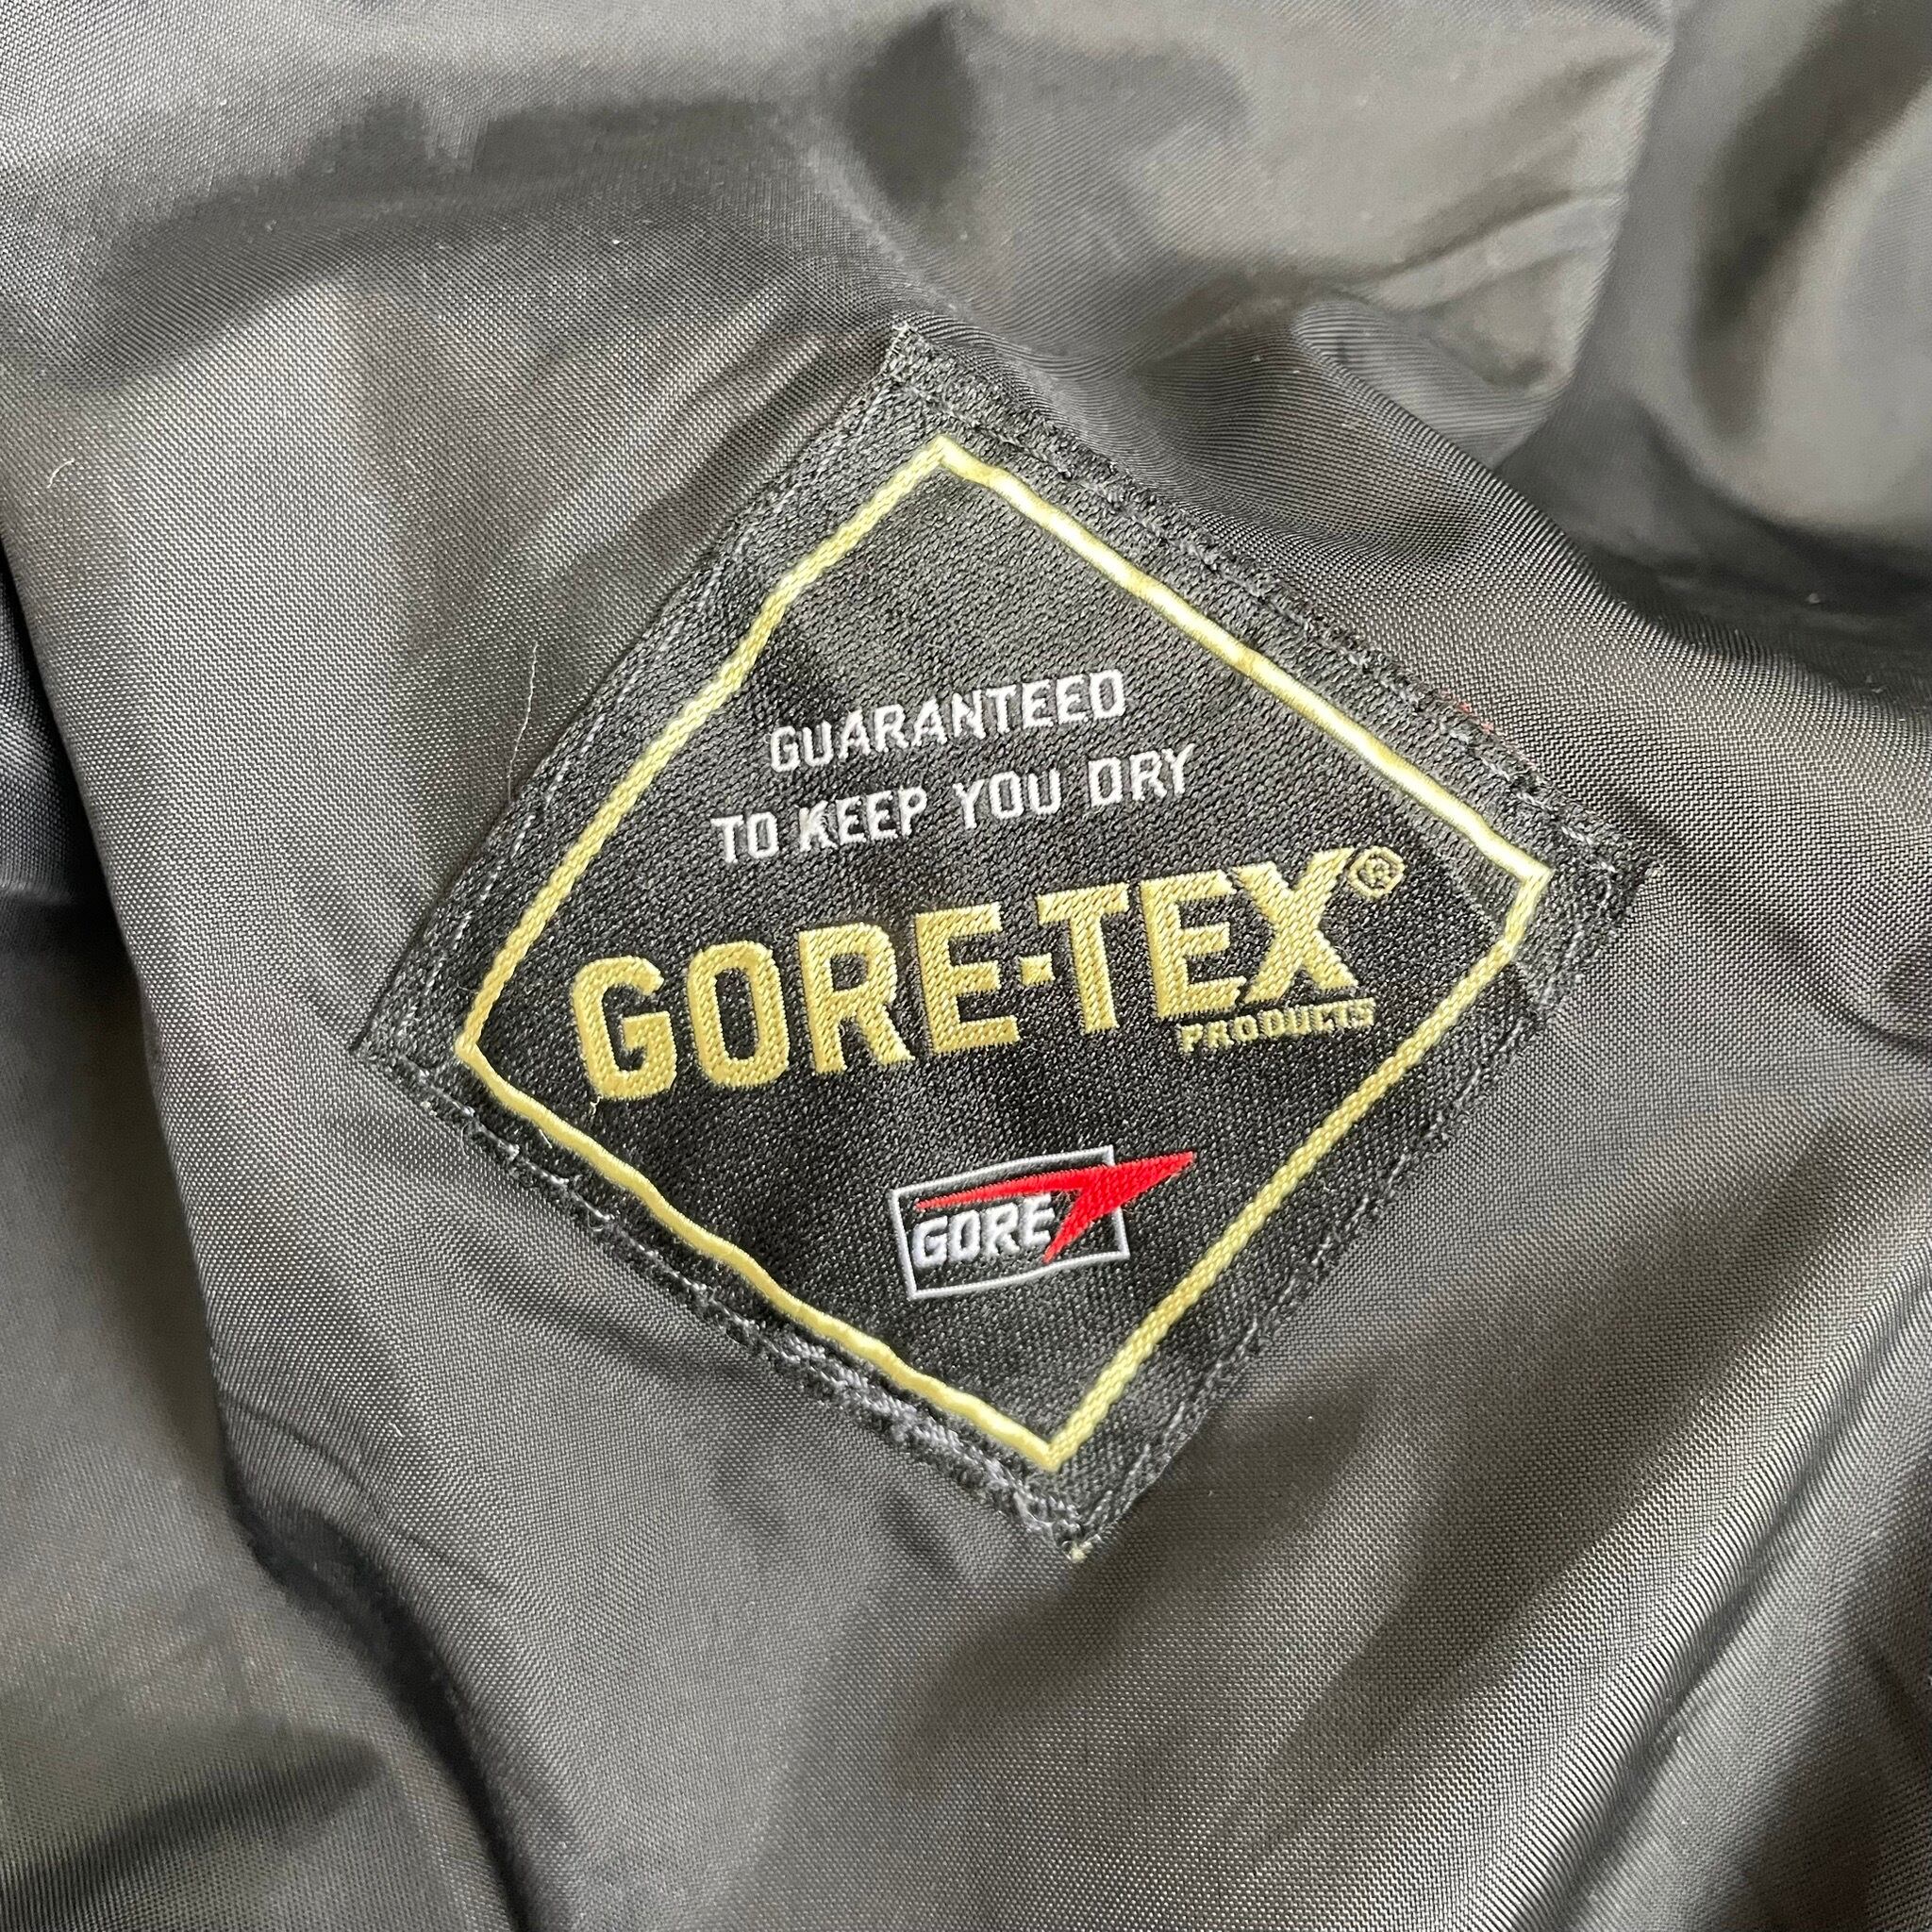 GUARANTEED
TO KEEP YOU DRY
GORE-TEX®
PRODUCTS
GORE